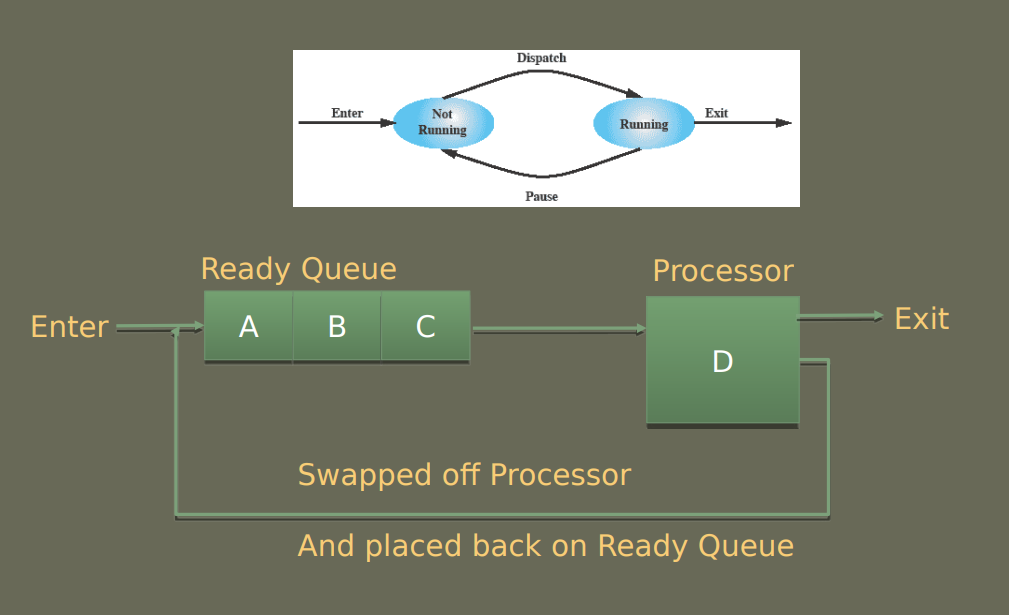 Dispatch
Enter
Not
Running
Running
Exit
Pause
Ready Queue
Processor
Enter
A B C
D
Exit
Swapped off Processor
And placed back on Ready Queue